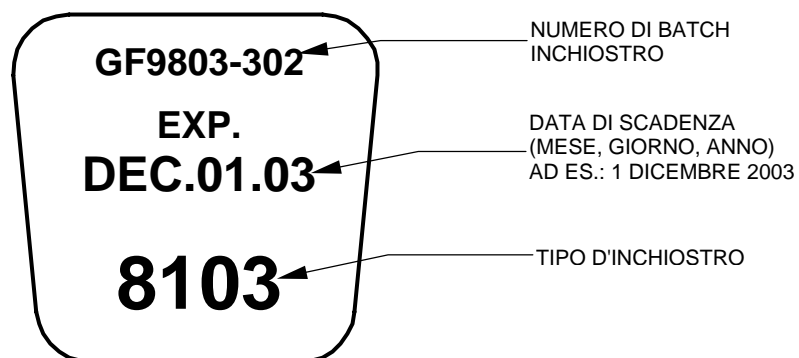 GF9803-302
EXP.
DEC.01.03
8103
NUMERO DI BATCH
INCHIOSTRO
DATA DI SCADENZA
(MESE, GIORNO, ANNO)
AD ES.: 1 DICEMBRE 2003
TIPO D'INCHIOSTRO